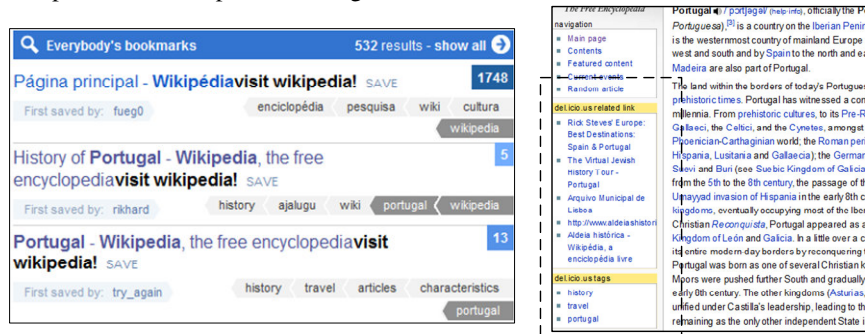 Everybody's bookmarks 532 results - show all
Página principal - Wikipédiavisit wikipedia! SAVE 1748
First saved by: fueg0 enciclopédia pesquisa wiki cultura
wikipedia
History of Portugal - Wikipedia, the free 5
encyclopediavisit wikipedia! SAVE
First saved by: rikhard history ajalugu wiki portugal wikipedia
Portugal - Wikipedia, the free encyclopediavisit 13
wikipedia! SAVE
First saved by: try_again history travel articles characteristics
portugal
The Free Encyclopedia
navigation
Main page
Contents
Featured content
Current events
Random article
del.icio.us related link
Rick Steves' Europe:
Best Destinations:
Spain & Portugal
The Virtual Jewish
History Tour -
Portugal
Arquivo Municipal de
Lisboa
http://www.aldeiashistori
Aldeia histórica -
Wikipédia, a
enciclopédia livre
del.icio.us tags
history
travel
portugal
Portugal (help·info), officially the
Portuguesa),[3] is a country on the Iberian
is the westernmost country of mainland Europe
west and south and by Spain to the north and
Madeira are also part of Portugal.
The land within the borders of today's
prehistoric times. Portugal has witnessed a
millennia. From prehistoric cultures, to its
Gallaeci, the Celtici, and the Cynetes, amongst
Phoenician-Carthaginian world; the Roman
Hispania, Lusitania and Gallaecia); the
Suevi and Buri (see Suebic Kingdom of Galicia
from the 5th to the 8th century, the passage of
Umayyad invasion of Hispania in the early 8th
kingdoms, eventually occupying most of the
Christian Reconquista, Portugal appeared as
Kingdom of León and Galicia. In a little over a
its entire modern-day borders by reconquering
Portugal was born as one of several Christian
Moors were pushed further South and gradually
early 8th century. The other kingdoms (Asturias,
unified under Castilla's leadership, leading to
remaining as the only other independent State